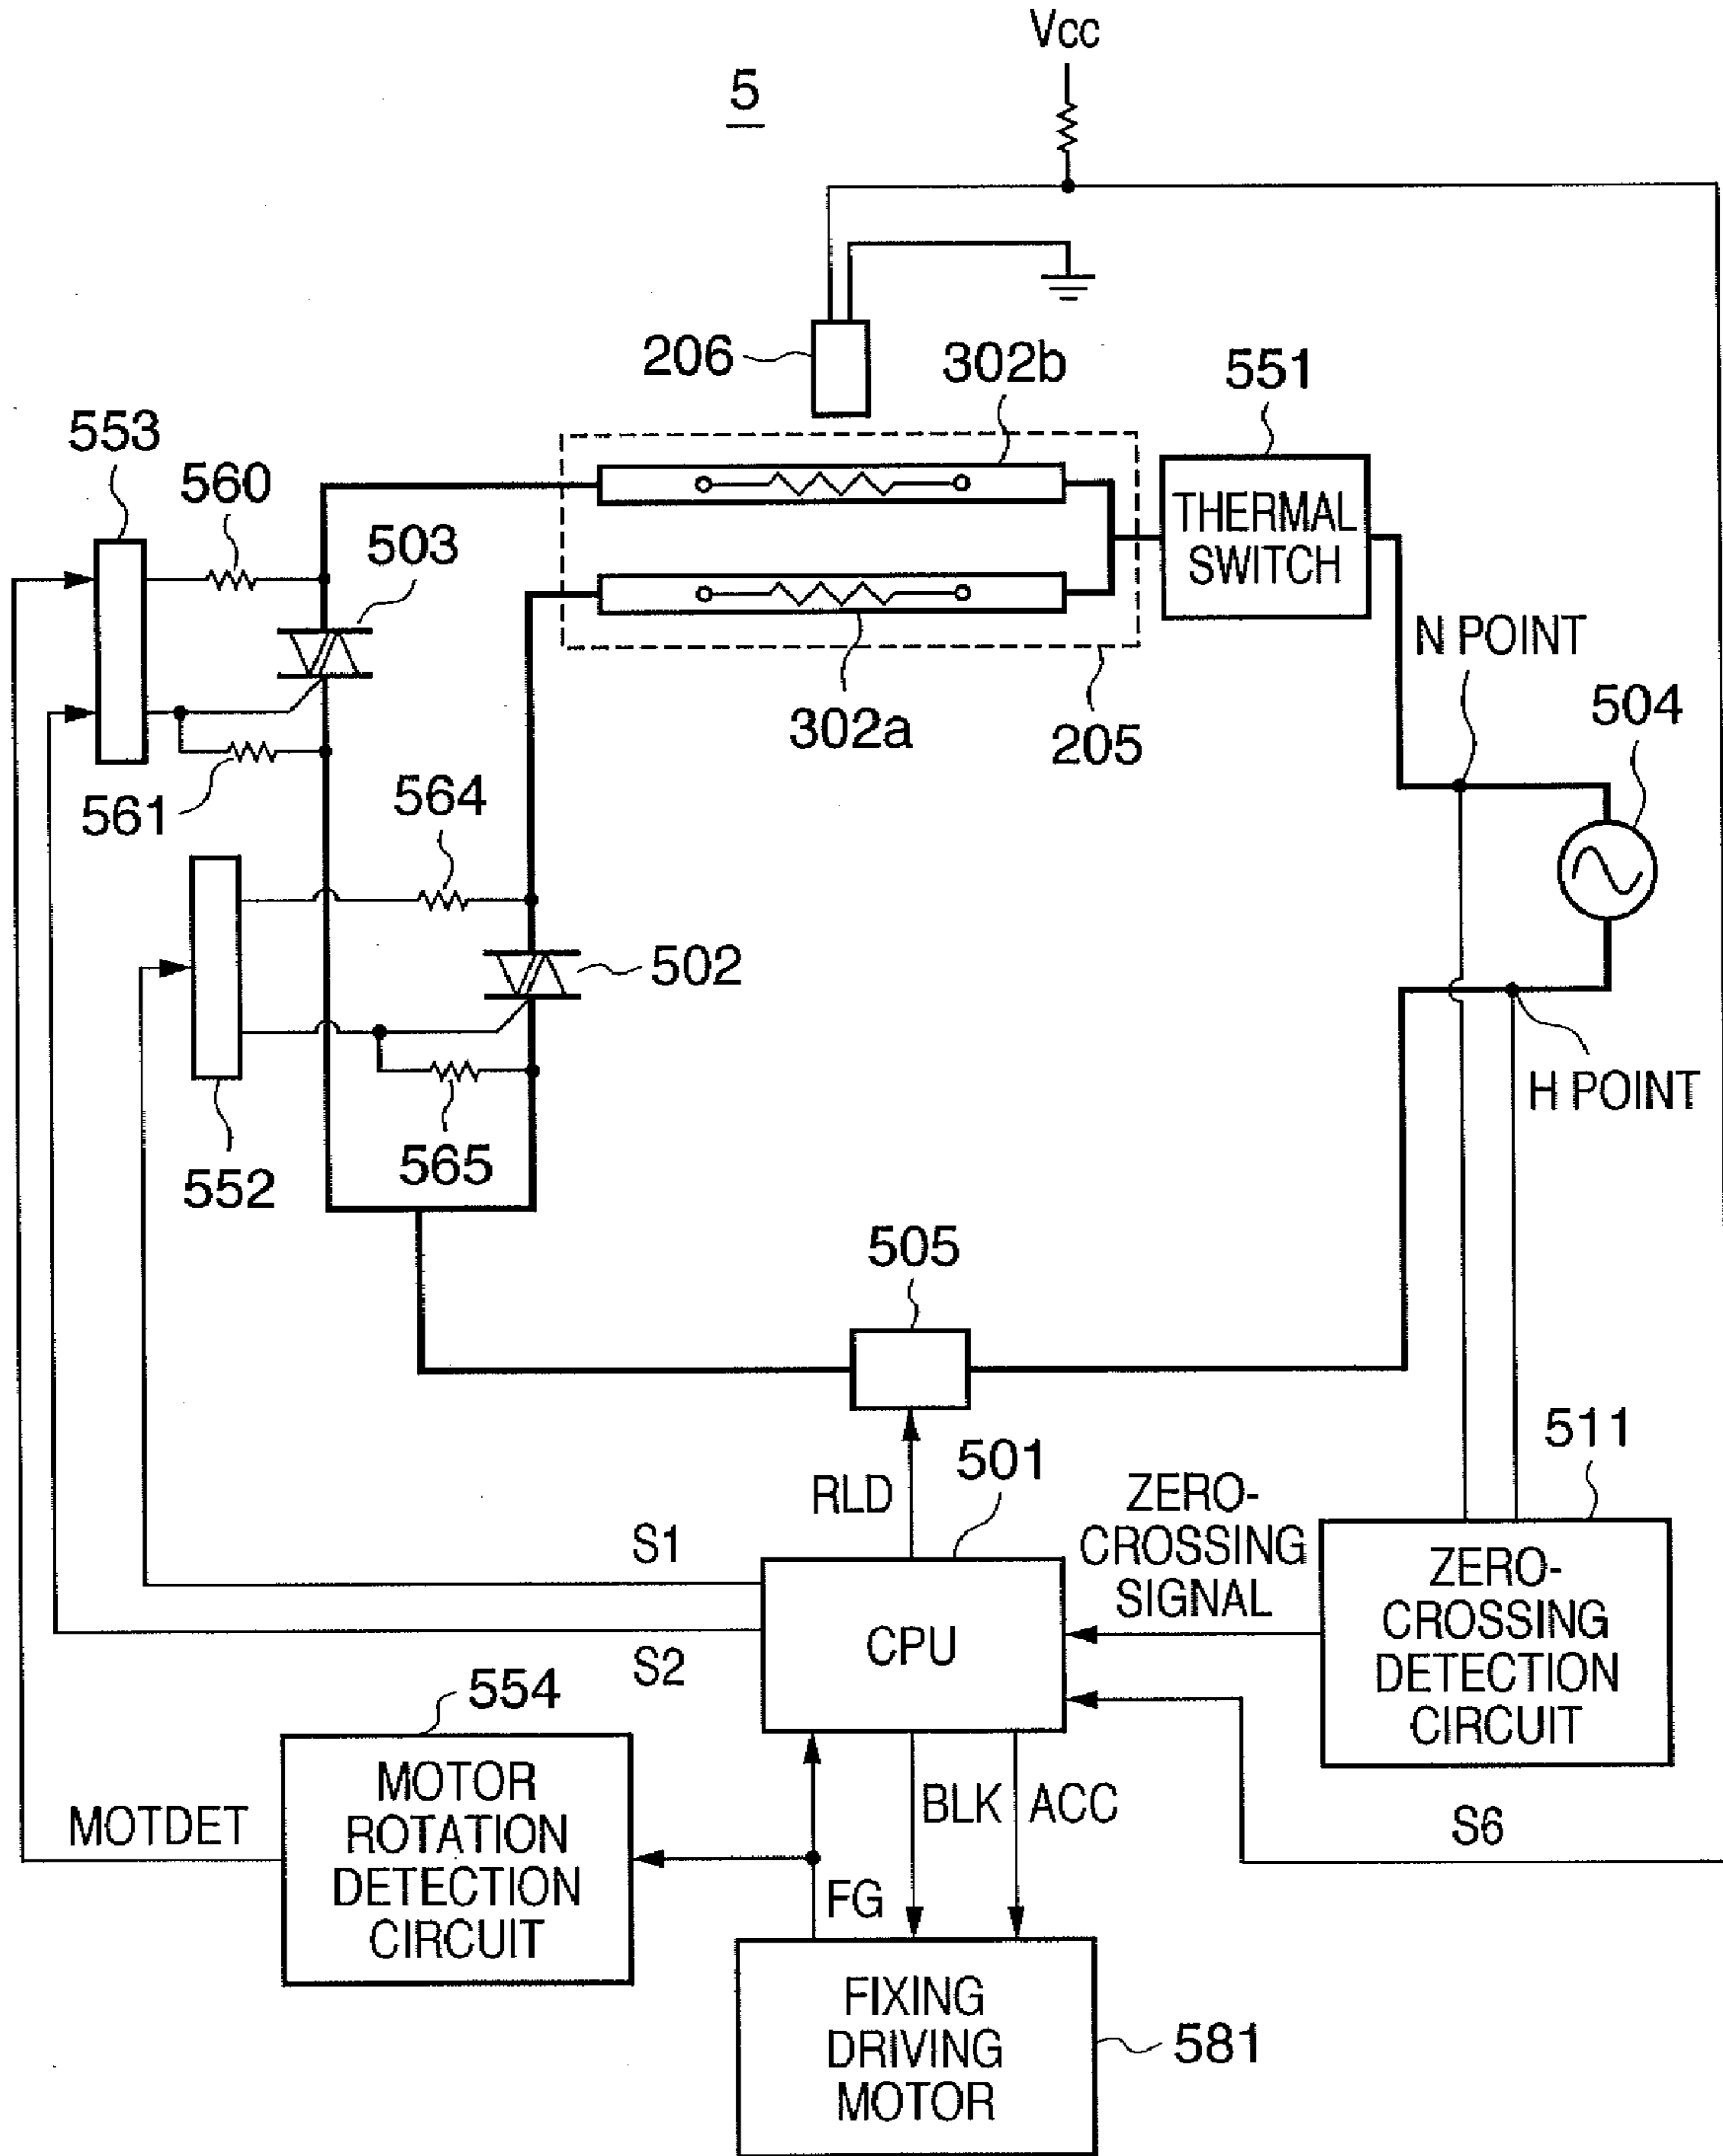 Vcc
5
206
302b
551
553
560
503
THERMAL
SWITCH
N POINT
504
302a
205
561
564
502
H POINT
552
565
505
501
511
RLD
ZERO-
CROSSING
SIGNAL
S1
ZERO-
CROSSING
DETECTION
CIRCUIT
CPU
S2
554
MOTOR
ROTATION
DETECTION
CIRCUIT
BLK
ACC
MOTDET
S6
FG
FIXING
DRIVING
MOTOR
581